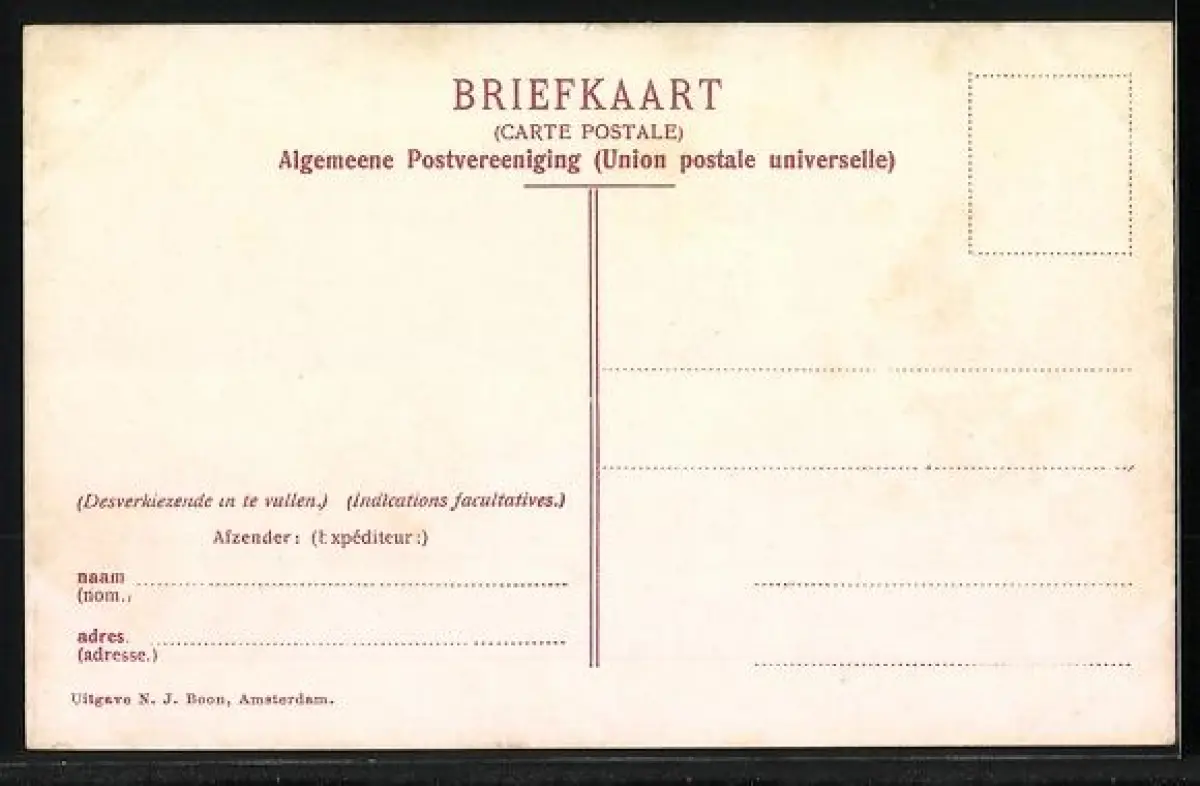 BRIEFKAART
(CARTE POSTALE)
Algemeene Postvereeniging (Union postale universelle)
(Desverkiezende in te vullen.) (Indications facultatives.)
Afzender: (Expéditeur:)
naam
(nom.)
adres.
(adresse.)
Uitgave N. J. Boon, Amsterdam.